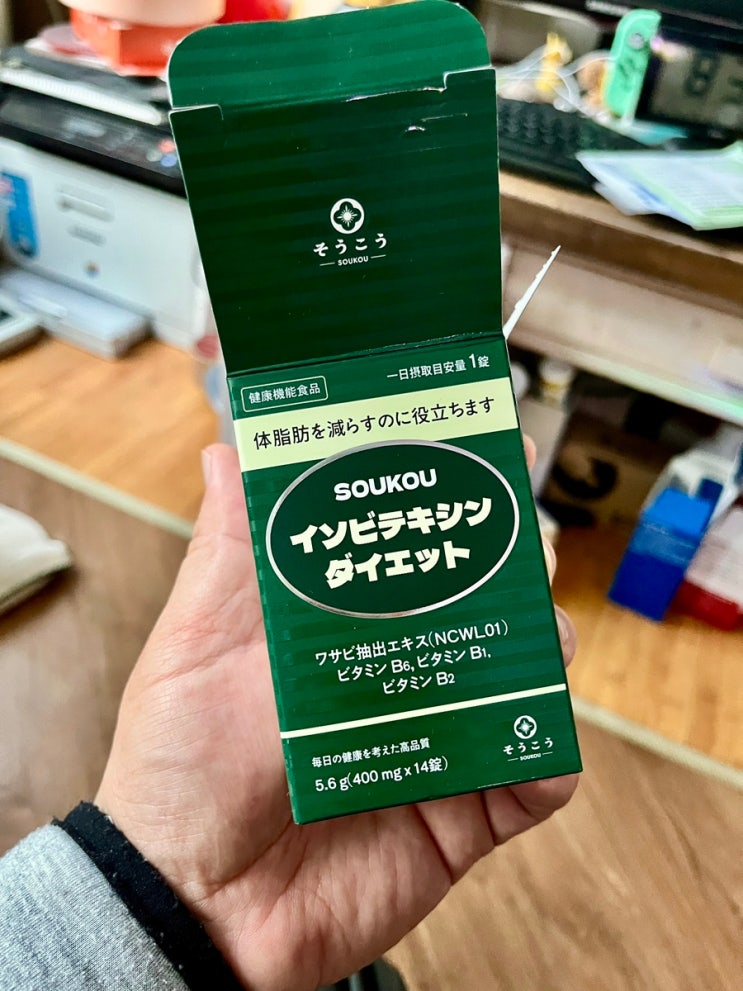 そうこう
SOUKOU
健康機能食品
一日摂取目安量 1錠
体脂肪を減らすのに役立ちます
SOUKOU
イソビテキシン
ダイエット
ワサビ抽出エキス(NCWL01)
ビタミン B6, ビタミン B1,
ビタミン B2
毎日の健康を考えた高品質
5.6 g(400 mg x 14錠)
そうこう
SOUKOU